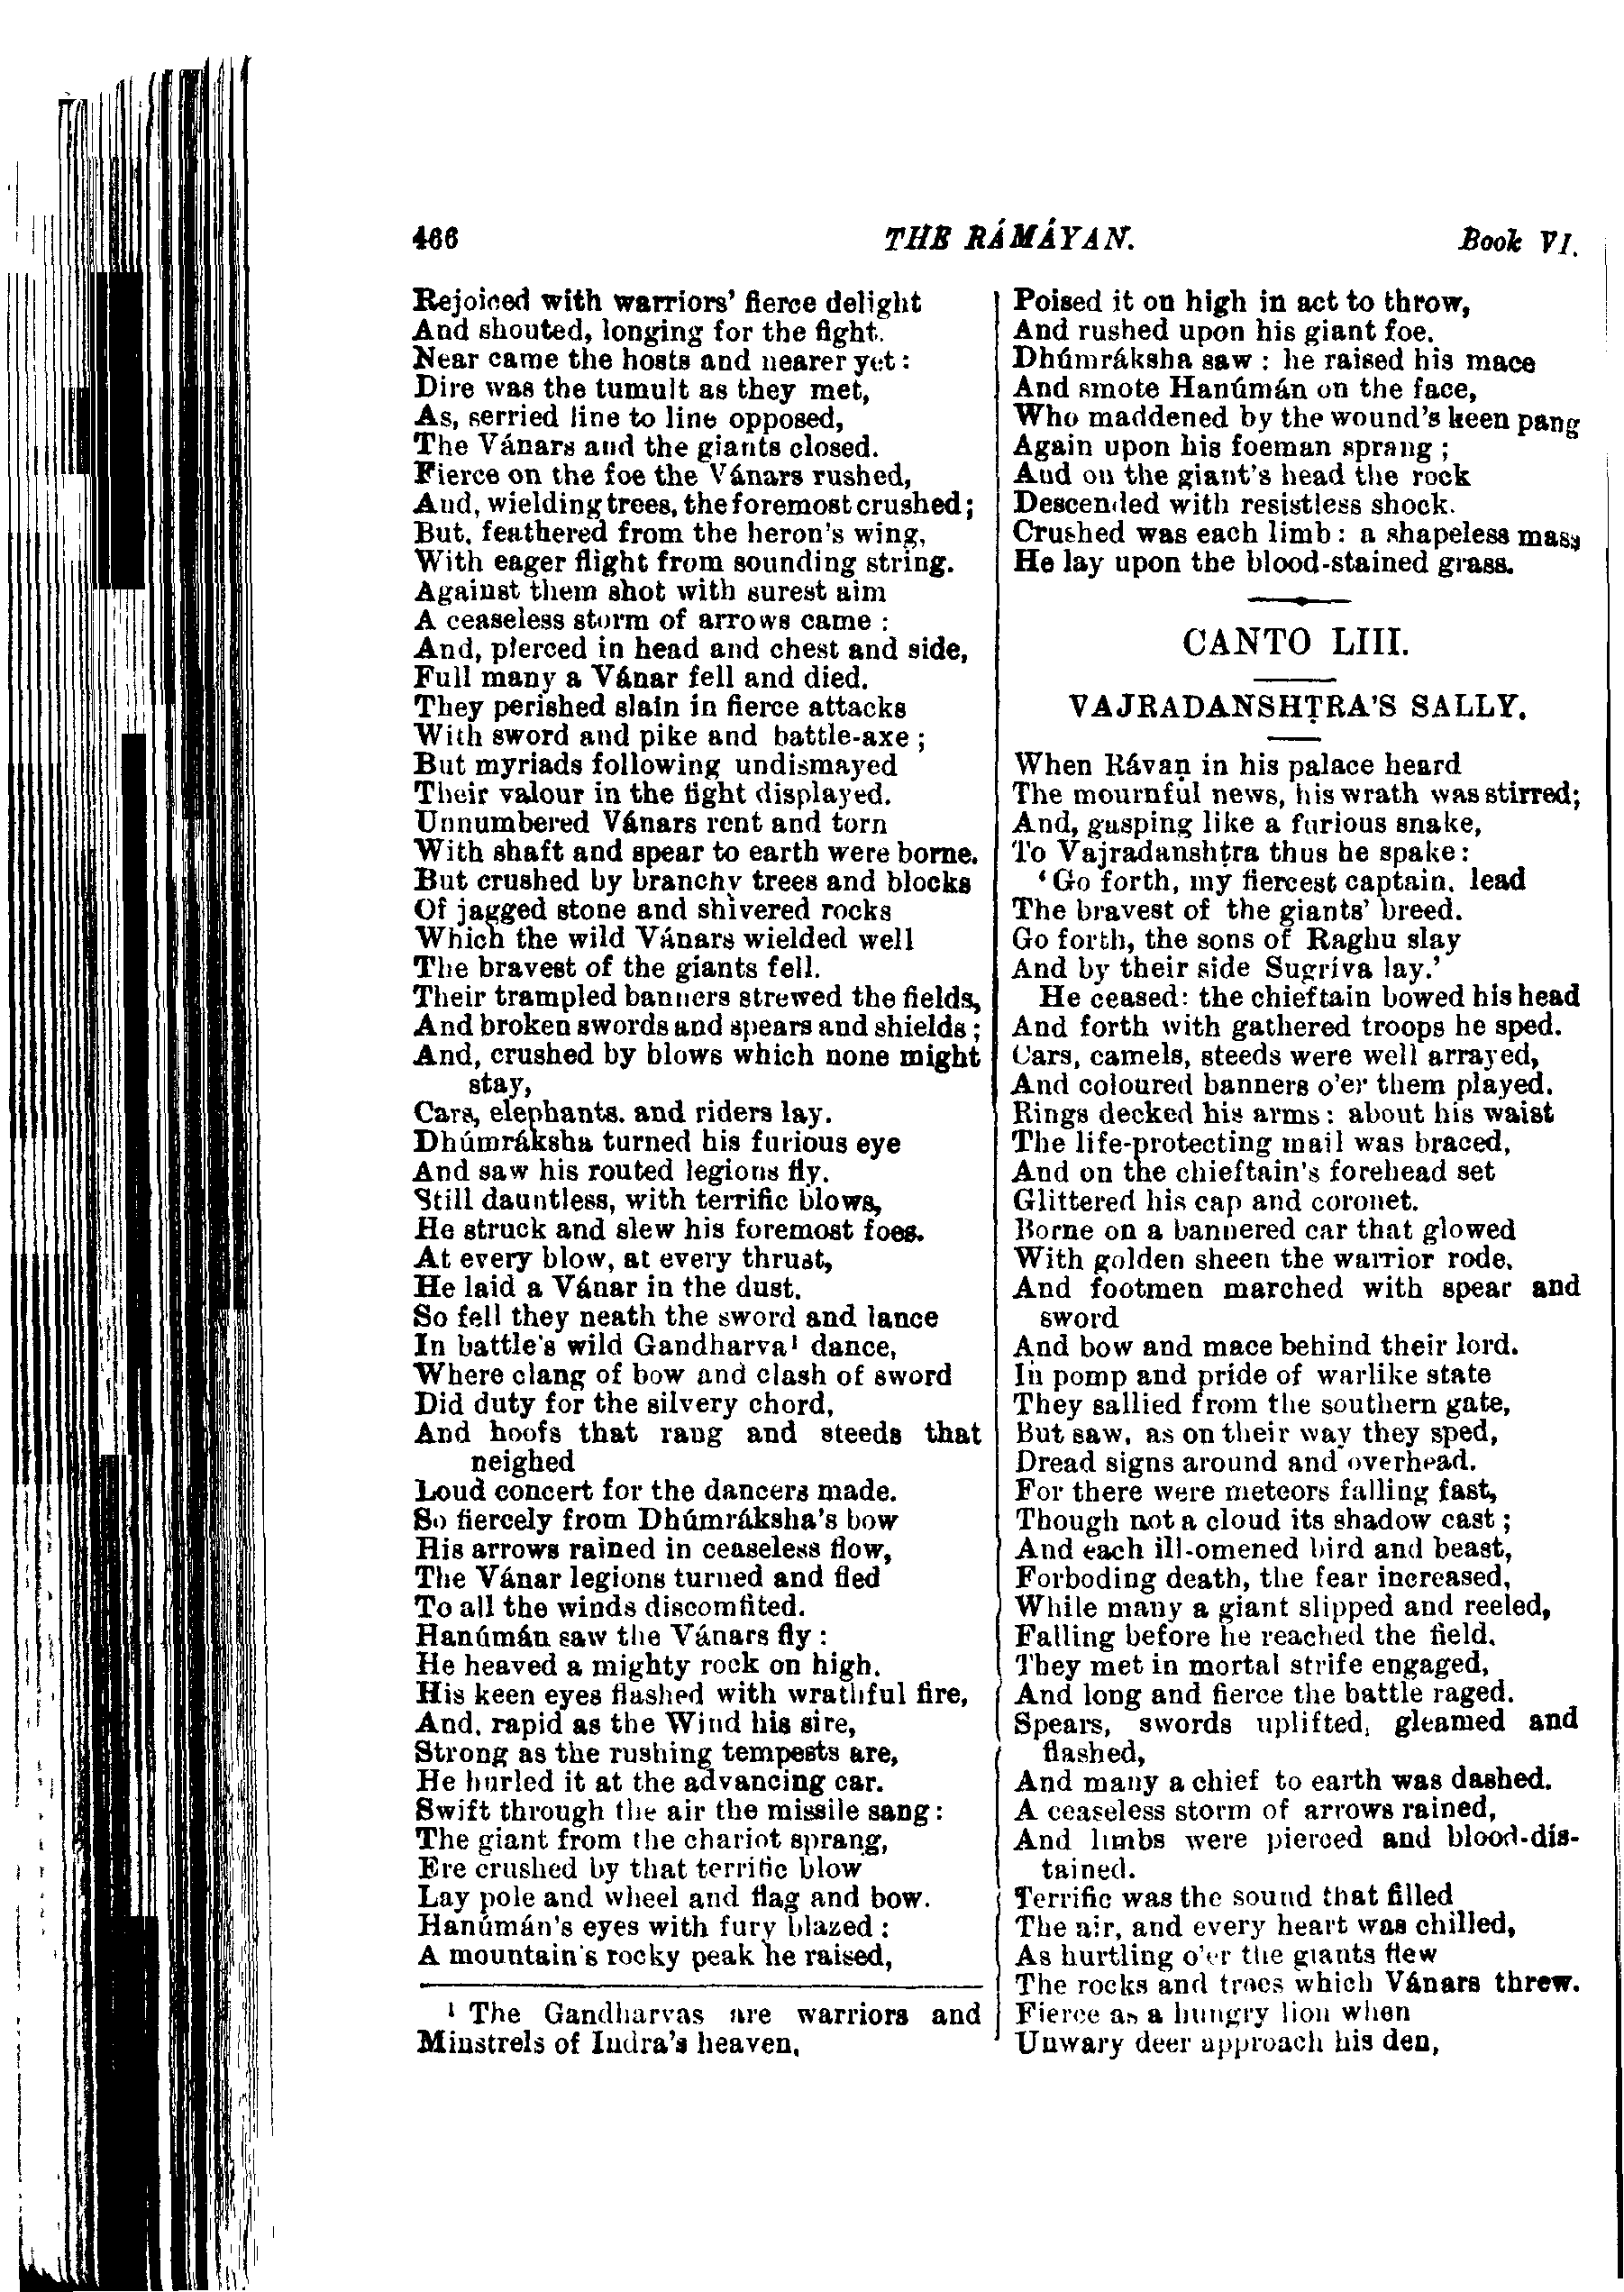 466 THE RÁMÁYAN. Book VI.
Rejoiced with warriors' fierce delight
And shouted, longing for the fight.
Near came the hosts and nearer yet:
Dire was the tumult as they met,
As, serried line to line opposed,
The Vánars and the giants closed.
Fierce on the foe the Vánars rushed,
And, wielding trees, the foremost crushed;
But, feathered from the heron's wing,
With eager flight from sounding string.
Against them shot with surest aim
A ceaseless storm of arrows came:
And, pierced in head and chest and side,
Full many a Vánar fell and died.
They perished slain in fierce attacks
With sword and pike and battle-axe;
But myriads following undismayed
Their valour in the fight displayed.
Unnumbered Vánars rent and torn
With shaft and spear to earth were borne.
But crushed by branchy trees and blocks
Of jagged stone and shivered rocks
Which the wild Vánars wielded well
The bravest of the giants fell.
Their trampled banners strewed the fields,
And broken swords and spears and shields;
And, crushed by blows which none might
stay,
Cars, elephants. and riders lay.
Dhúmráksha turned his furious eye
And saw his routed legions fly.
Still dauntless, with terrific blows,
He struck and slew his foremost foes.
At every blow, at every thrust,
He laid a Vánar in the dust.
So fell they neath the sword and lance
In battle's wild Gandharva¹ dance,
Where clang of bow and clash of sword
Did duty for the silvery chord,
And hoofs that rang and steeds that
neighed
Loud concert for the dancers made.
So fiercely from Dhúmráksha's bow
His arrows rained in ceaseless flow,
The Vánar legions turned and fled
To all the winds discomfited.
Hanúmán saw the Vánars fly:
He heaved a mighty rock on high.
His keen eyes flashed with wrathful fire,
And, rapid as the Wind his sire,
Strong as the rushing tempests are,
He hurled it at the advancing car.
Swift through the air the missile sang:
The giant from the chariot sprang,
Ere crushed by that terrific blow
Lay pole and wheel and flag and bow.
Hanúmán's eyes with fury blazed:
A mountain's rocky peak he raised,
¹ The Gandharvas are warriors and
Minstrels of Indra's heaven.
Poised it on high in act to throw,
And rushed upon his giant foe.
Dhúmráksha saw: he raised his mace
And smote Hanúmán on the face,
Who maddened by the wound's keen pang
Again upon his foeman sprang;
And on the giant's head the rock
Descended with resistless shock.
Crushed was each limb: a shapeless mass
He lay upon the blood-stained grass.
CANTO LIII.
VAJRADANSHṬRA'S SALLY.
When Rávaṇ in his palace heard
The mournful news, his wrath was stirred;
And, gasping like a furious snake,
To Vajradanshṭra thus he spake:
'Go forth, my fiercest captain, lead
The bravest of the giants' breed.
Go forth, the sons of Raghu slay
And by their side Sugríva lay.'
He ceased: the chieftain bowed his head
And forth with gathered troops he sped.
Cars, camels, steeds were well arrayed,
And coloured banners o'er them played.
Rings decked his arms: about his waist
The life-protecting mail was braced,
And on the chieftain's forehead set
Glittered his cap and coronet.
Borne on a bannered car that glowed
With golden sheen the warrior rode,
And footmen marched with spear and
sword
And bow and mace behind their lord.
In pomp and pride of warlike state
They sallied from the southern gate,
But saw, as on their way they sped,
Dread signs around and overhead.
For there were meteors falling fast,
Though not a cloud its shadow cast;
And each ill-omened bird and beast,
Forboding death, the fear increased,
While many a giant slipped and reeled,
Falling before he reached the field.
They met in mortal strife engaged,
And long and fierce the battle raged.
Spears, swords uplifted, gleamed and
flashed,
And many a chief to earth was dashed.
A ceaseless storm of arrows rained,
And limbs were pierced and blood-dis-
tained.
Terrific was the sound that filled
The air, and every heart was chilled,
As hurtling o'er the giants flew
The rocks and trees which Vánars threw.
Fierce as a hungry lion when
Unwary deer approach his den,